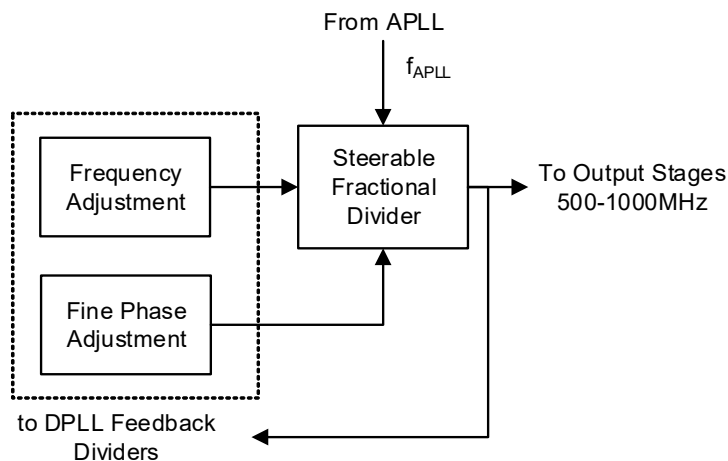 From APLL
fAPLL
Frequency
Adjustment
Steerable
Fractional
Divider
To Output Stages
500-1000MHz
Fine Phase
Adjustment
to DPLL Feedback
Dividers